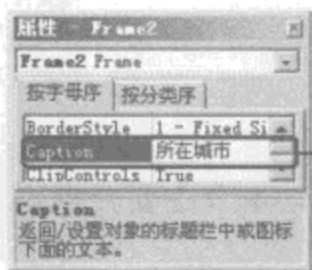 属性 - Frame2
Frame2 Frame
按字母序 按分类序
BorderStyle 1 - Fixed Si
Caption 所在城市
ClipControls True
Caption
返回/设置对象的标题栏中或图标
下面的文本。